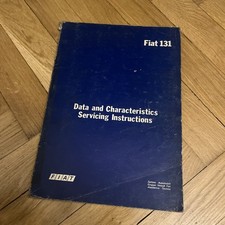 Fiat 131
Data and Characteristics
Servicing Instructions
FIAT